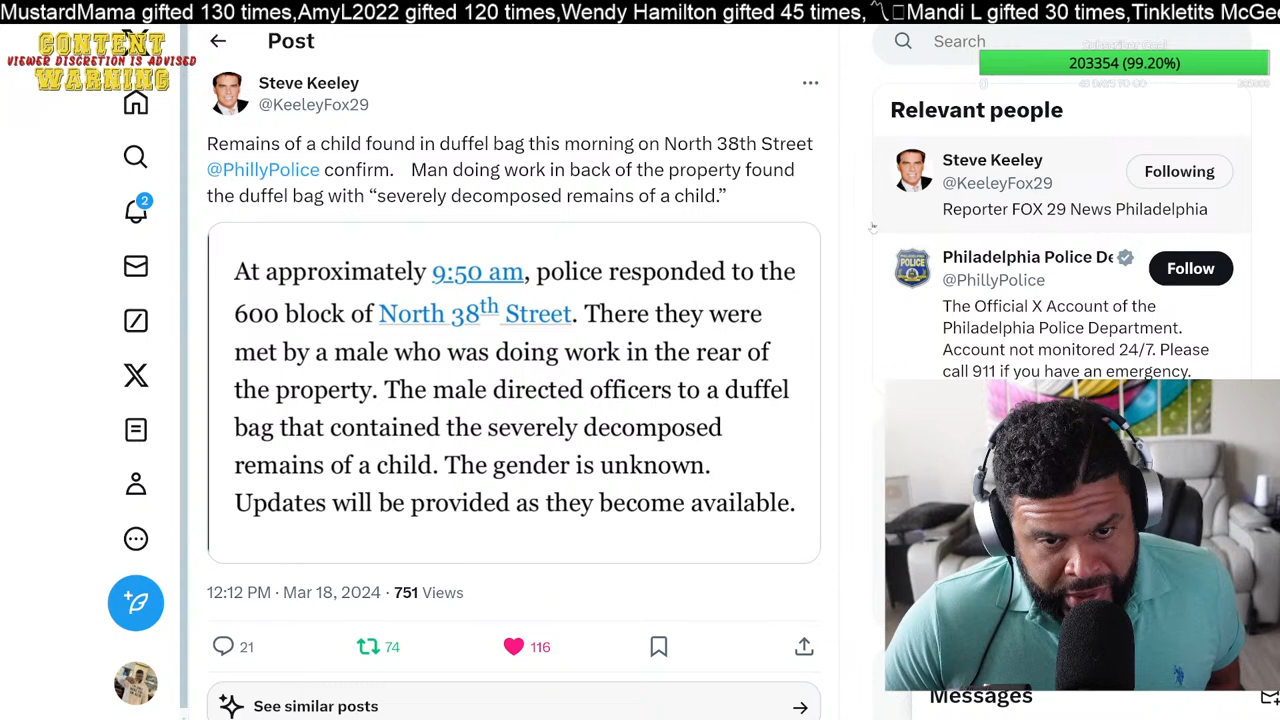 MustardMama gifted 130 times,AmyL2022 gifted 120 times,Wendy Hamilton gifted 45 times, Mandi L gifted 30 times,Tinkletits McGe
CONTENT
VIEWER DISCRETION IS ADVISED
WARNING
Post
Search
Subscriber Goal
203354 (99.20%)
0
205000
Steve Keeley
@KeeleyFox29
Remains of a child found in duffel bag this morning on North 38th Street
@PhillyPolice confirm. Man doing work in back of the property found
the duffel bag with “severely decomposed remains of a child.”
At approximately 9:50 am, police responded to the
600 block of North 38th Street. There they were
met by a male who was doing work in the rear of
the property. The male directed officers to a duffel
bag that contained the severely decomposed
remains of a child. The gender is unknown.
Updates will be provided as they become available.
12:12 PM · Mar 18, 2024 · 751 Views
21
74
116
See similar posts
2
Relevant people
Steve Keeley
@KeeleyFox29
Following
Reporter FOX 29 News Philadelphia
Philadelphia Police De
@PhillyPolice
Follow
The Official X Account of the
Philadelphia Police Department.
Account not monitored 24/7. Please
call 911 if you have an emergency.
Messages